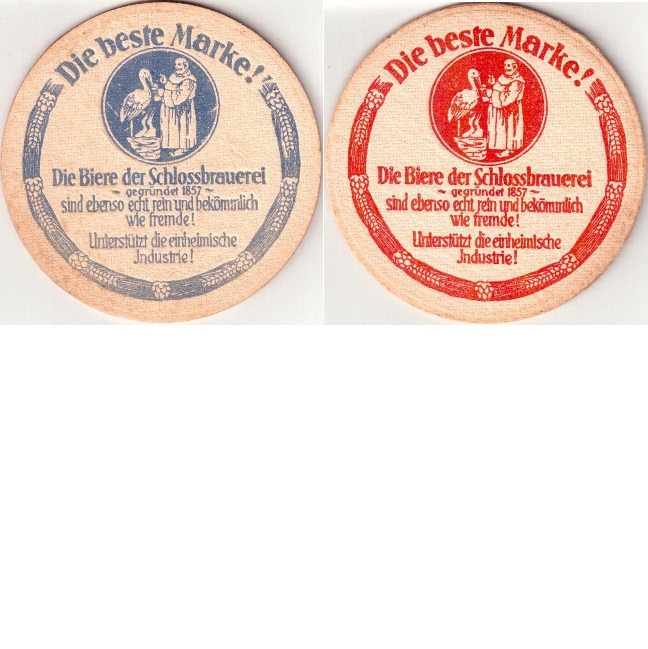 Die beste Marke!
Die Biere der Schlossbrauerei
gegründet 1857
sind ebenso echt rein und bekömmlich
wie fremde!
Unterstützt die einheimische
Jndustrie!
Die beste Marke!
Die Biere der Schlossbrauerei
gegründet 1857
sind ebenso echt rein und bekömmlich
wie fremde!
Unterstützt die einheimische
Jndustrie!